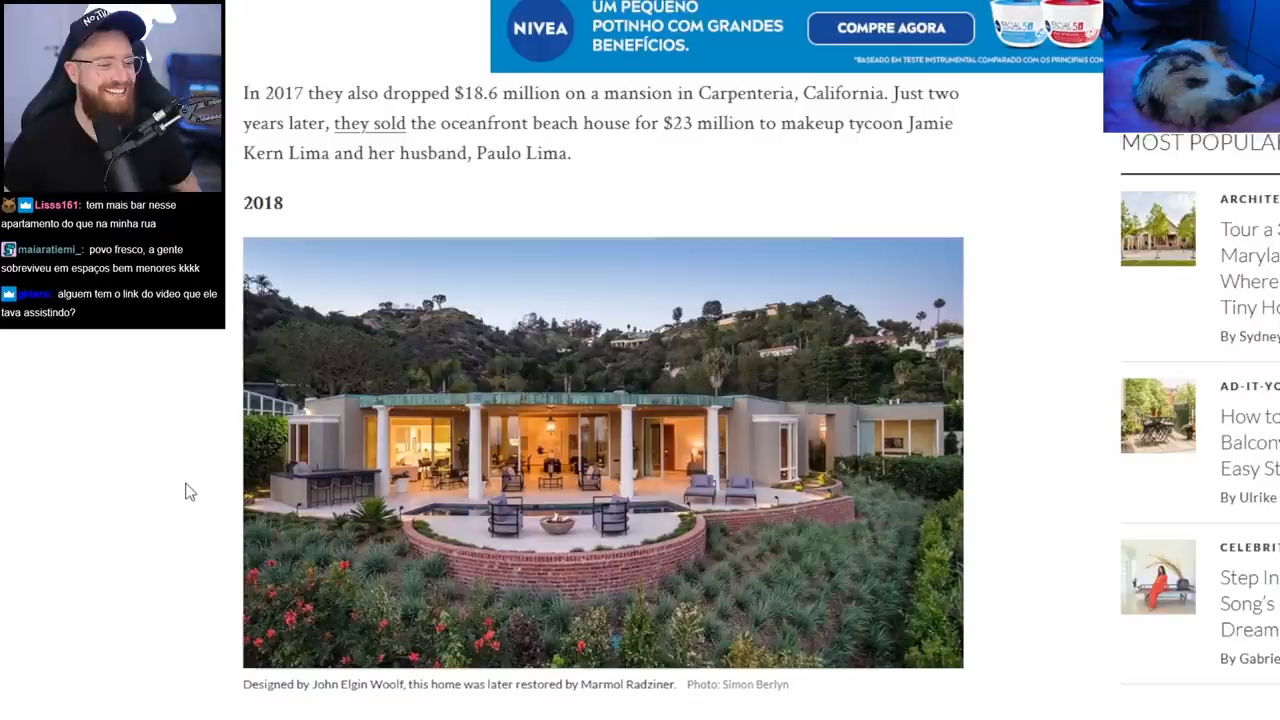 NIVEA
UM PEQUENO
POTINHO COM GRANDES
BENEFÍCIOS.
COMPRE AGORA
In 2017 they also dropped $18.6 million on a mansion in Carpenteria, California. Just two
years later, they sold the oceanfront beach house for $23 million to makeup tycoon Jamie
Kern Lima and her husband, Paulo Lima.
2018
Designed by John Elgin Woolf, this home was later restored by Marmol Radziner. Photo: Simon Berlyn
Lisss161: tem mais bar nesse
apartamento do que na minha rua
maiaratiemi_: povo fresco, a gente
sobreviveu em espaços bem menores kkkk
alguem tem o link do video que ele
tava assistindo?
MOST POPULA
ARCHITE
Tour a
Maryla
Where
Tiny Ho
By Sydney
AD-IT-YO
How to
Balcony
Easy St
By Ulrike
CELEBRIT
Step In
Song's
Dream
By Gabrie